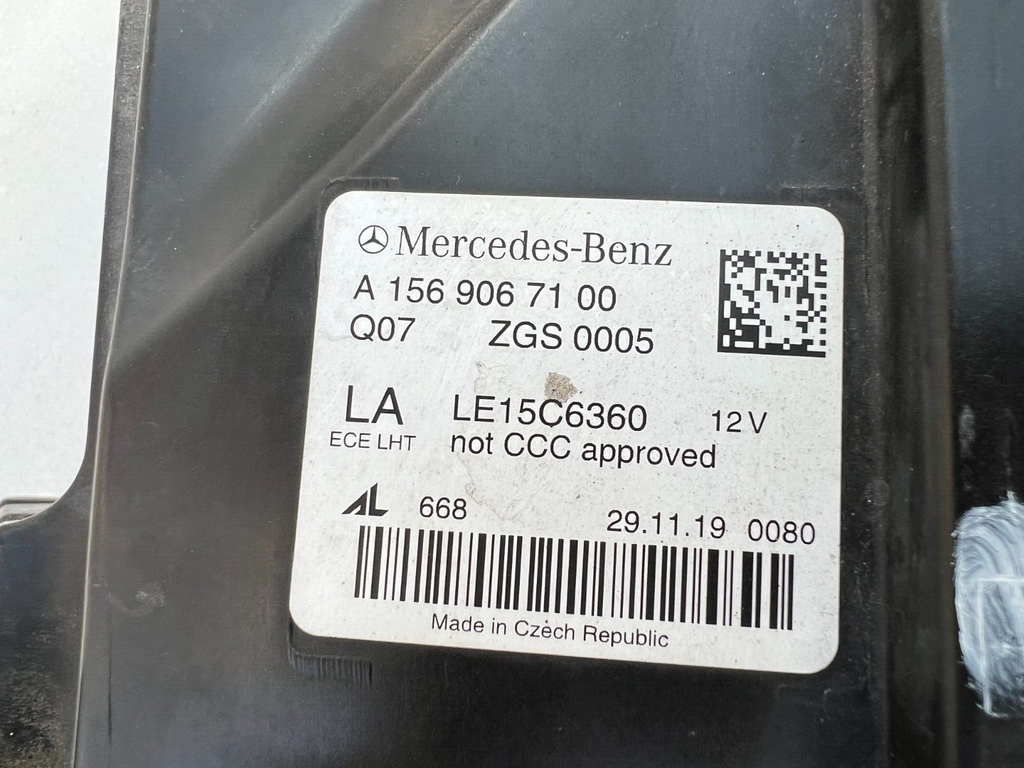 Mercedes-Benz
A 156 906 71 00
Q07 ZGS 0005
LA LE15C6360 12 V
ECE LHT not CCC approved
AL 668 29.11.19 0080
Made in Czech Republic